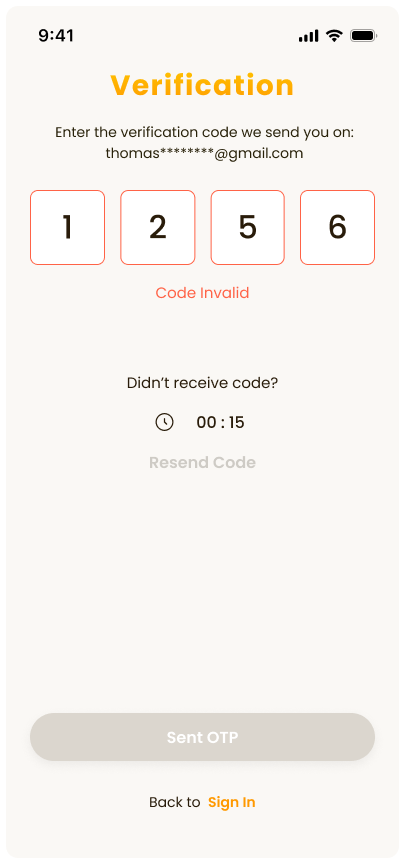 9:41
Verification
Enter the verification code we send you on:
thomas********@gmail.com
1 2 5 6
Code Invalid
Didn’t receive code?
00 : 15
Resend Code
Sent OTP
Back to Sign In